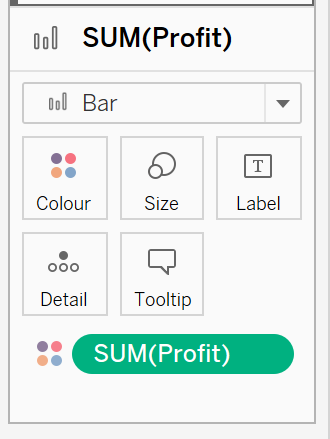 SUM(Profit)
Bar
Colour Size Label
T
Detail Tooltip
SUM(Profit)